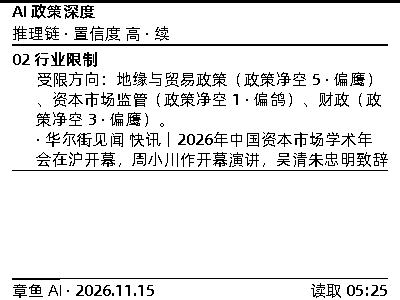 AI 政策深度
推理链 · 置信度 高 · 续
02 行业限制
受限方向：地缘与贸易政策（政策净空 5 · 偏鹰）
、资本市场监管（政策净空 1 · 偏鸽）、财政（政
策净空 3 · 偏鹰）。
· 华尔街见闻 快讯｜2026年中国资本市场学术年
会在沪开幕，周小川作开幕演讲，吴清朱忠明致辞
章鱼 AI · 2026.11.15
读取 05:25